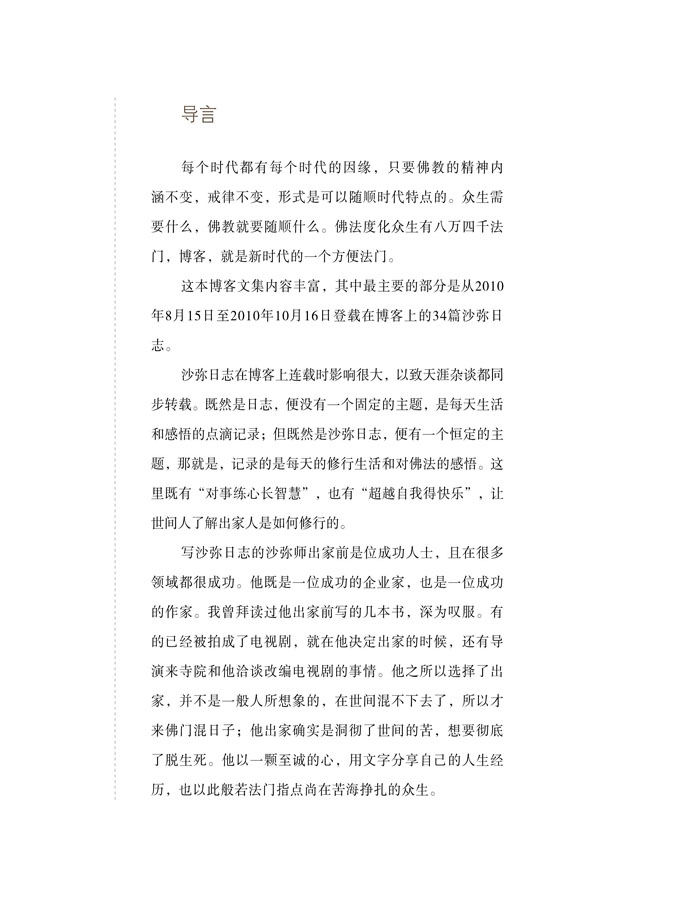 导言
每个时代都有每个时代的因缘，只要佛教的精神内
涵不变，戒律不变，形式是可以随顺时代特点的。众生需
要什么，佛教就要随顺什么。佛法度化众生有八万四千法
门，博客，就是新时代的一个方便法门。
这本博客文集内容丰富，其中最主要的部分是从2010
年8月15日至2010年10月16日登载在博客上的34篇沙弥日
志。
沙弥日志在博客上连载时影响很大，以致天涯杂谈都同
步转载。既然是日志，便没有一个固定的主题，是每天生活
和感悟的点滴记录；但既然是沙弥日志，便有一个恒定的主
题，那就是，记录的是每天的修行生活和对佛法的感悟。这
里既有“对事练心长智慧”，也有“超越自我得快乐”，让
世间人了解出家人是如何修行的。
写沙弥日志的沙弥师出家前是位成功人士，且在很多
领域都很成功。他既是一位成功的企业家，也是一位成功
的作家。我曾拜读过他出家前写的几本书，深为叹服。有
的已经被拍成了电视剧，就在他决定出家的时候，还有导
演来寺院和他洽谈改编电视剧的事情。他之所以选择了出
家，并不是一般人所想象的，在世间混不下去了，所以才
来佛门混日子；他出家确实是洞彻了世间的苦，想要彻底
了脱生死。他以一颗至诚的心，用文字分享自己的人生经
历，也以此般若法门指点尚在苦海挣扎的众生。